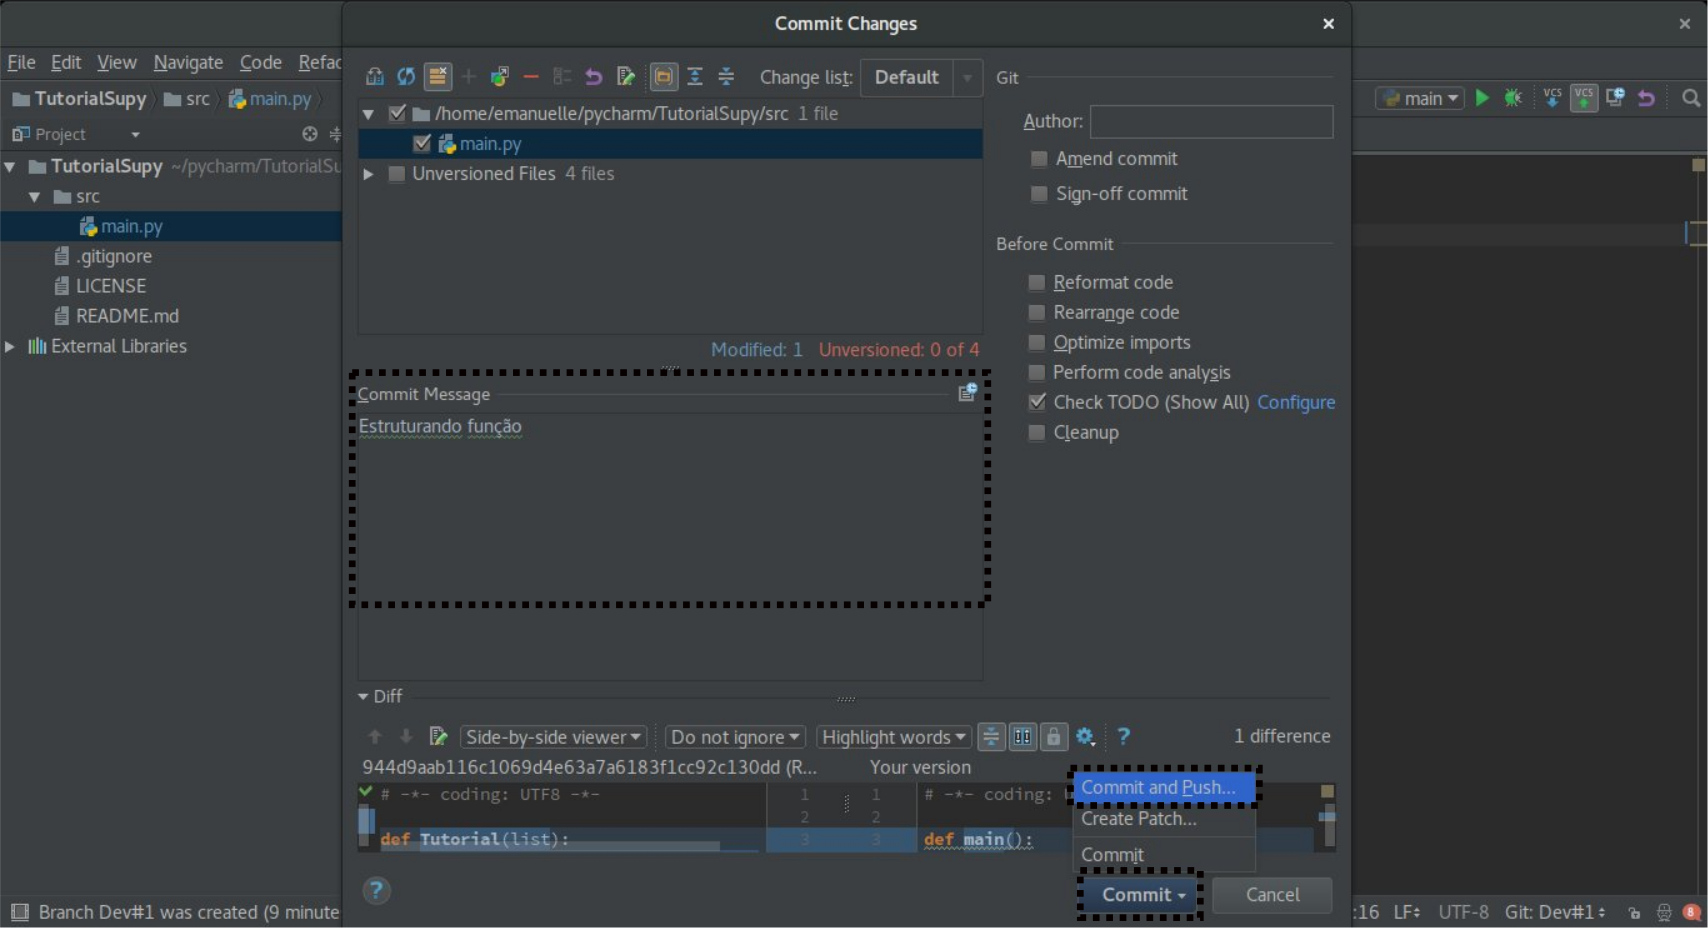 Commit Changes
File Edit View Navigate Code Refac
TutorialSupy src main.py
main
VCS VCS
Project
TutorialSupy ~/pycharm/TutorialSu
src
main.py
.gitignore
LICENSE
README.md
External Libraries
Change list: Default
/home/emanuelle/pycharm/TutorialSupy/src 1 file
main.py
Unversioned Files 4 files
Modified: 1 Unversioned: 0 of 4
Git
Author:
Amend commit
Sign-off commit
Before Commit
Reformat code
Rearrange code
Optimize imports
Perform code analysis
Check TODO (Show All) Configure
Cleanup
Commit Message
Estruturando função
Diff
Side-by-side viewer Do not ignore Highlight words ? 1 difference
944d9aab116c1069d4e63a7a6183f1cc92c130dd (R... Your version
# -*- coding: UTF8 -*- 1 1 # -*- coding:
2 2
def Tutorial(list): 3 3 def main():
Commit and Push...
Create Patch...
Commit
? Commit Cancel
Branch Dev#1 was created (9 minute :16 LF UTF-8 Git: Dev#1 8